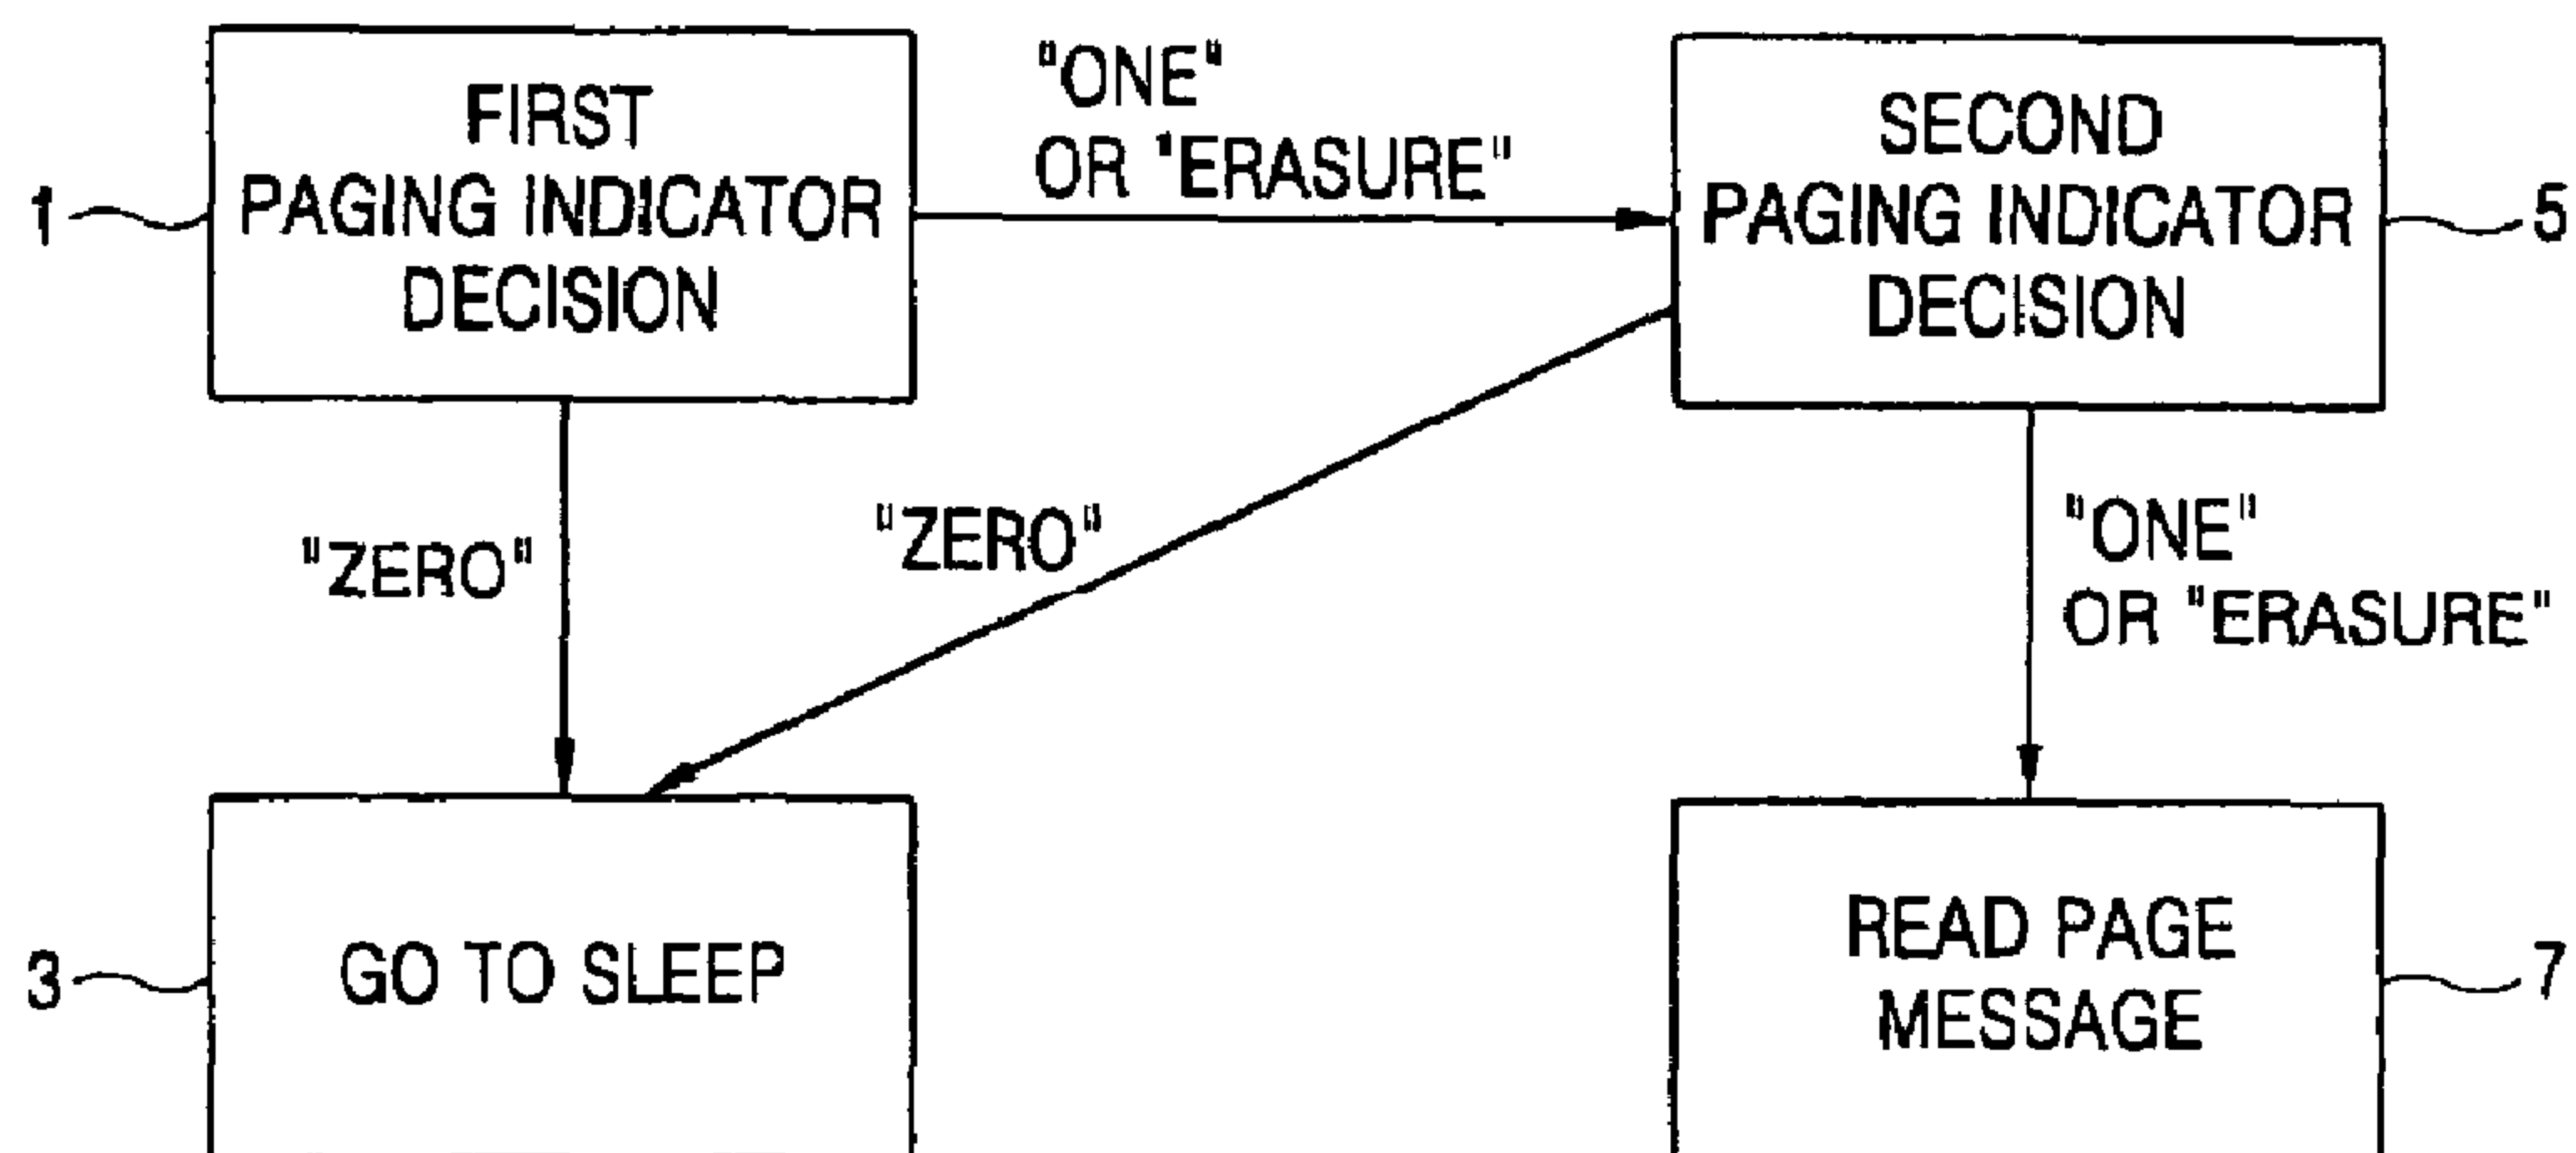 FIRST
PAGING INDICATOR
DECISION
1
"ONE"
OR "ERASURE"
SECOND
PAGING INDICATOR
DECISION
5
"ZERO"
"ZERO"
"ONE"
OR "ERASURE"
GO TO SLEEP
3
READ PAGE
MESSAGE
7